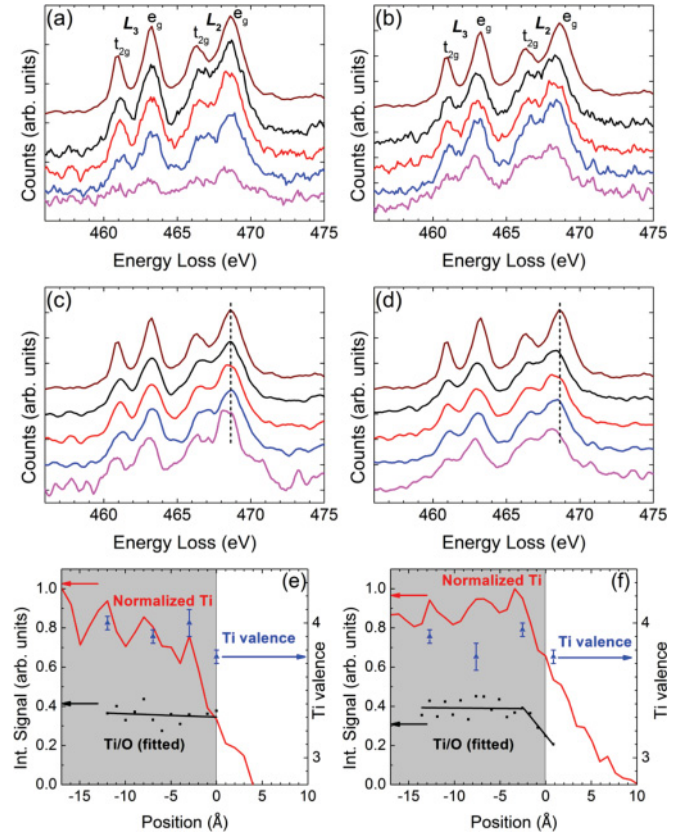 (a) L3 eg L2 eg
t2g t2g
Counts (arb. units)
460 465 470 475
Energy Loss (eV)
(b) L3 eg L2 eg
t2g t2g
Counts (arb. units)
460 465 470 475
Energy Loss (eV)
(c)
Counts (arb. units)
460 465 470 475
Energy Loss (eV)
(d)
Counts (arb. units)
460 465 470 475
Energy Loss (eV)
(e)
Normalized Ti
Ti valence
Ti/O (fitted)
Int. Signal (arb. units)
1.0
0.8
0.6
0.4
0.2
0.0
4
3
Ti valence
-15 -10 -5 0 5 10
Position (Å)
(f)
Normalized Ti
Ti valence
Ti/O (fitted)
Int. Signal (arb. units)
1.0
0.8
0.6
0.4
0.2
0.0
4
3
Ti valence
-15 -10 -5 0 5 10
Position (Å)